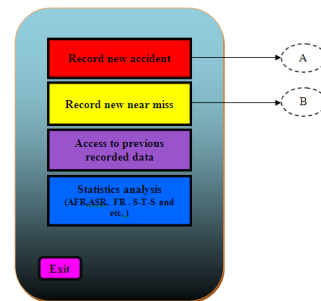 Record new accident
A
Record new near miss
B
Access to previous
recorded data
Statistics analysis
(AFR,ASR, FR . S-T-S and
etc. )
Exit